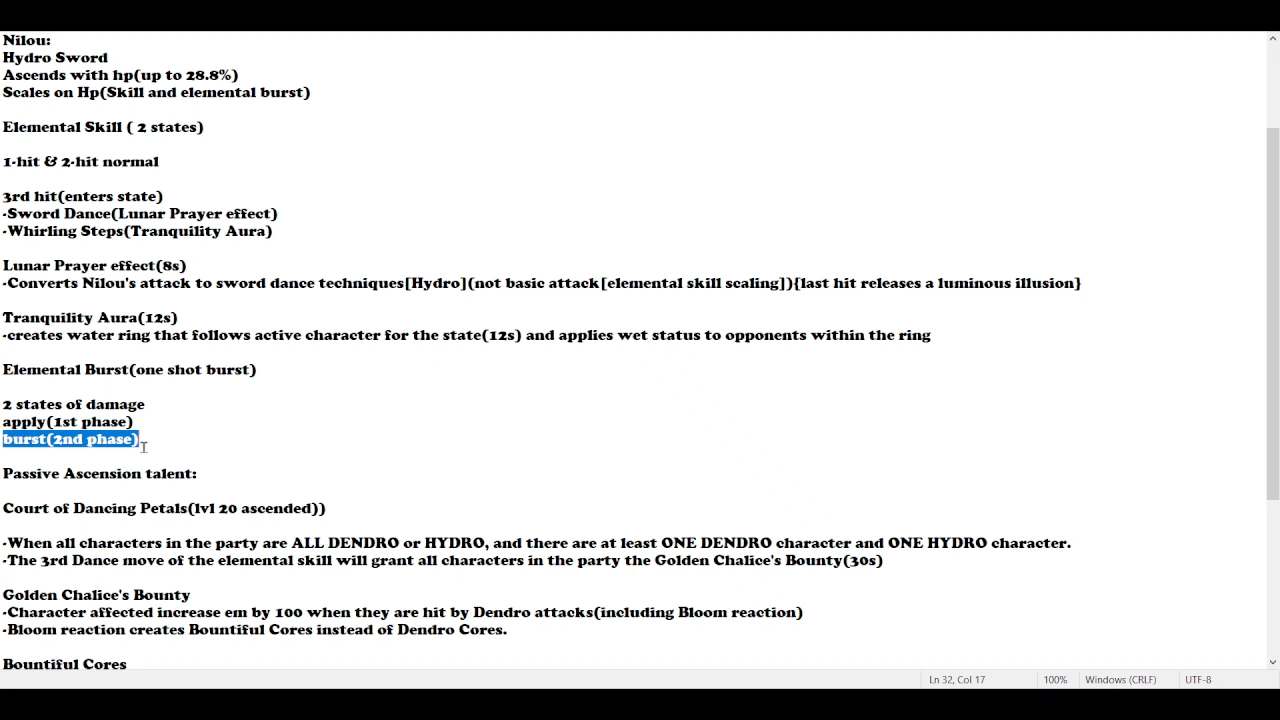 Nilou:
Hydro Sword
Ascends with hp(up to 28.8%)
Scales on Hp(Skill and elemental burst)
Elemental Skill ( 2 states)
1-hit & 2-hit normal
3rd hit(enters state)
-Sword Dance(Lunar Prayer effect)
-Whirling Steps(Tranquility Aura)
Lunar Prayer effect(8s)
-Converts Nilou's attack to sword dance techniques[Hydro](not basic attack[elemental skill scaling]){last hit releases a luminous illusion}
Tranquility Aura(12s)
-creates water ring that follows active character for the state(12s) and applies wet status to opponents within the ring
Elemental Burst(one shot burst)
2 states of damage
apply(1st phase)
burst(2nd phase)
Passive Ascension talent:
Court of Dancing Petals(lvl 20 ascended))
-When all characters in the party are ALL DENDRO or HYDRO, and there are at least ONE DENDRO character and ONE HYDRO character.
-The 3rd Dance move of the elemental skill will grant all characters in the party the Golden Chalice's Bounty(30s)
Golden Chalice's Bounty
-Character affected increase em by 100 when they are hit by Dendro attacks(including Bloom reaction)
-Bloom reaction creates Bountiful Cores instead of Dendro Cores.
Bountiful Cores
Ln 32, Col 17
100%
Windows (CRLF)
UTF-8